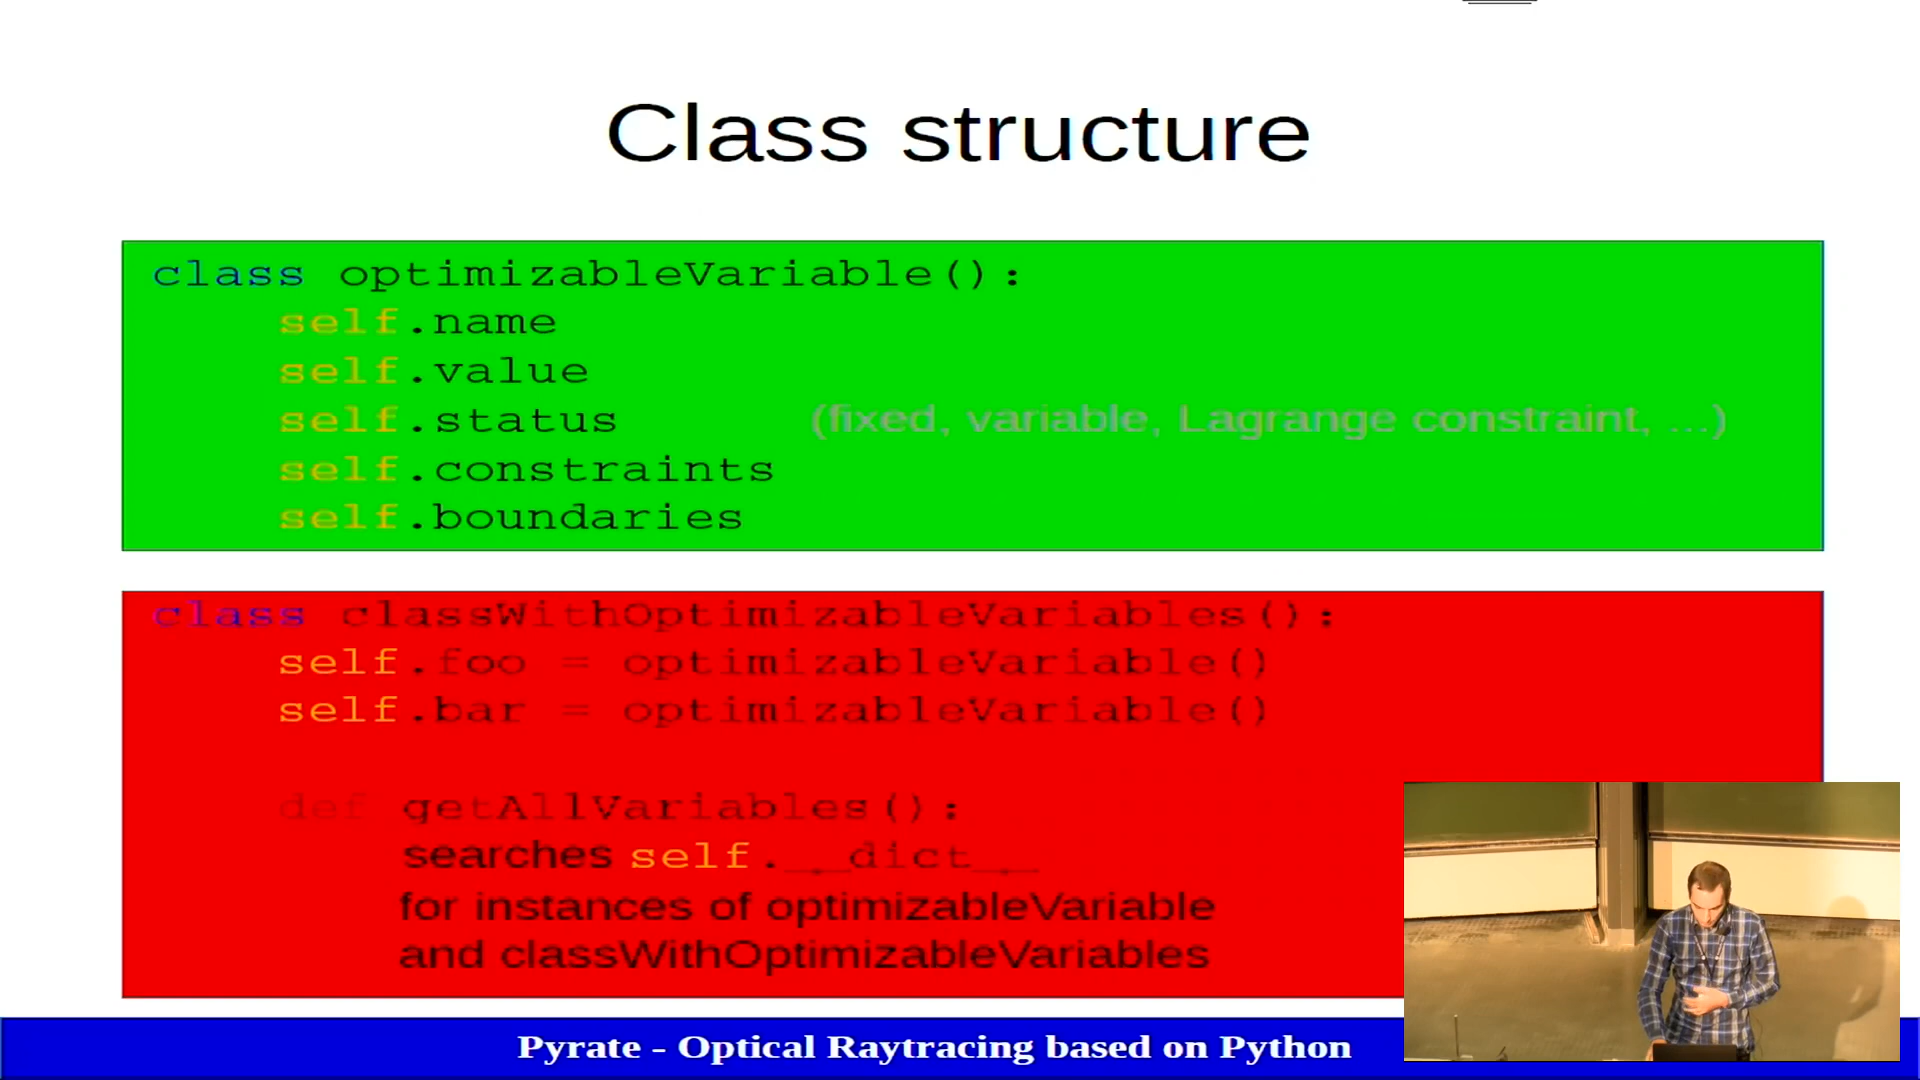 Class structure
class optimizableVariable():
self.name
self.value
self.status (fixed, variable, Lagrange constraint, ...)
self.constraints
self.boundaries
class classWithOptimizableVariables():
self.foo = optimizableVariable()
self.bar = optimizableVariable()
def getAllVariables():
searches self.__dict__
for instances of optimizableVariable
and classWithOptimizableVariables
Pyrate - Optical Raytracing based on Python